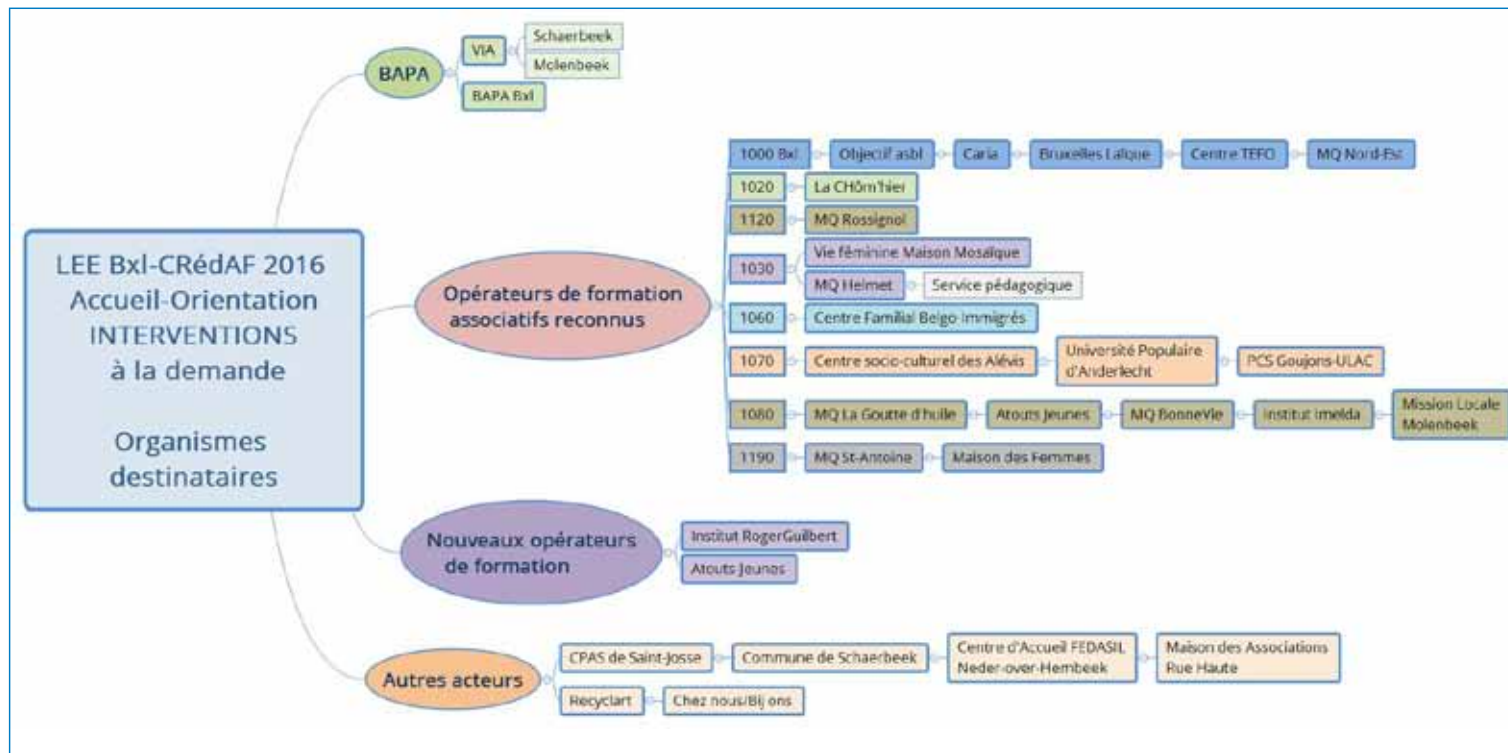 LEE Bxl-CRédAF 2016
Accueil-Orientation
INTERVENTIONS
à la demande
Organismes
destinataires
BAPA
VIA
Schaerbeek
Molenbeek
BAPA Bxl
Opérateurs de formation
associatifs reconnus
1000 Bxl
Objectif asbl
Caria
Bruxelles Laïque
Centre TEFO
MQ Nord-Est
1020
La CHôm'hier
1120
MQ Rossignol
1030
Vie féminine Maison Mosaïque
MQ Helmet
Service pédagogique
1060
Centre Familial Belgo Immigrés
1070
Centre socio-culturel des Alévis
Université Populaire
d'Anderlecht
PCS Goujons-ULAC
1080
MQ La Goutte d'huile
Atouts Jeunes
MQ BonneVie
Institut Imelda
Mission Locale
Molenbeek
1190
MQ St-Antoine
Maison des Femmes
Nouveaux opérateurs
de formation
Institut RogerGuilbert
Atouts Jeunes
Autres acteurs
CPAS de Saint-Josse
Commune de Schaerbeek
Centre d'Accueil FEDASIL
Neder-over-Hembeek
Maison des Associations
Rue Haute
Recyclart
Chez nous/Bij ons